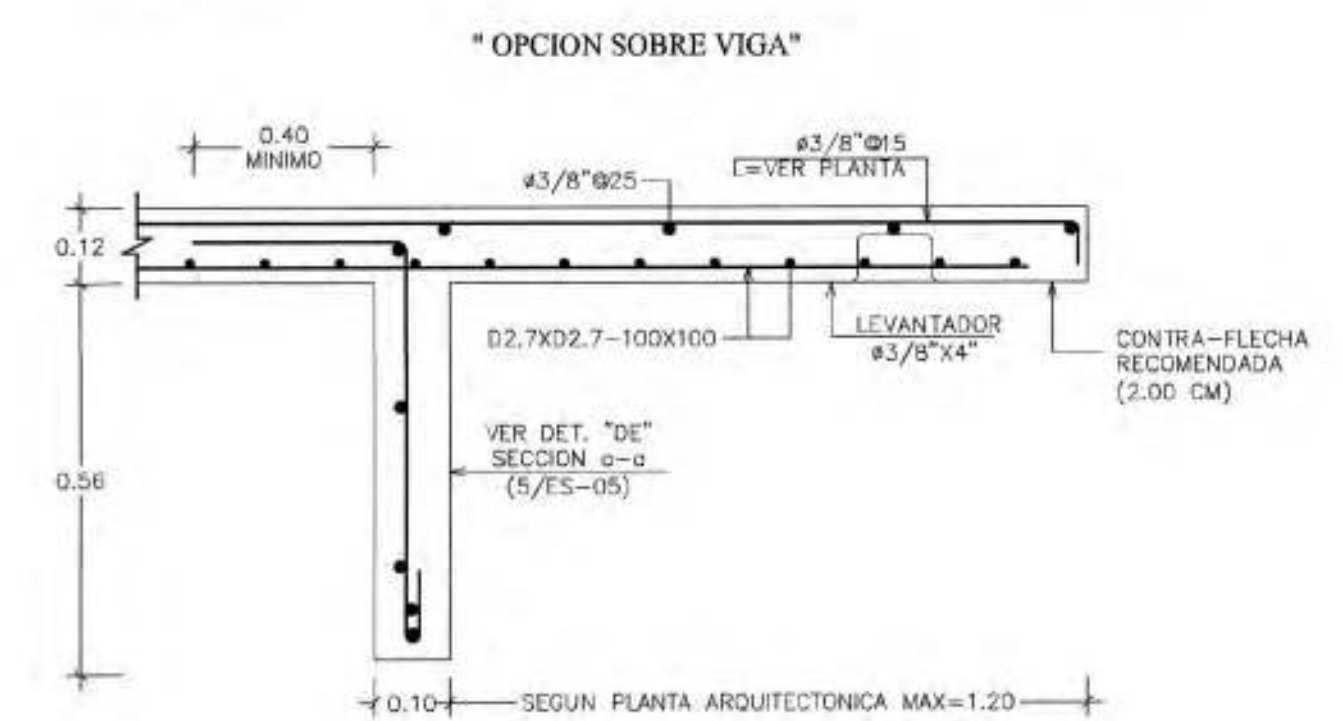 " OPCION SOBRE VIGA"
0.40
MINIMO
ø3/8"@15
L=VER PLANTA
ø3/8"@25
0.12
D2.7XD2.7-100X100
LEVANTADOR
ø3/8"X4"
CONTRA-FLECHA
RECOMENDADA
(2.00 CM)
VER DET. "DE"
SECCION a-a
(5/ES-05)
0.56
0.10
SEGUN PLANTA ARQUITECTONICA MAX=1.20